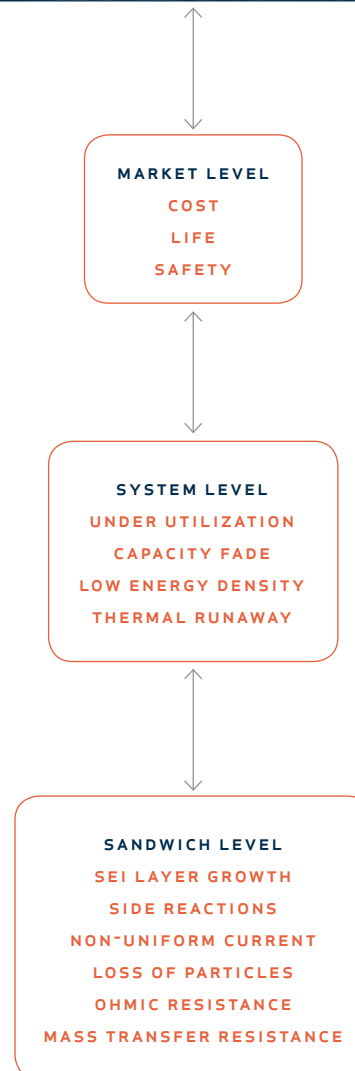 MARKET LEVEL
COST
LIFE
SAFETY
SYSTEM LEVEL
UNDER UTILIZATION
CAPACITY FADE
LOW ENERGY DENSITY
THERMAL RUNAWAY
SANDWICH LEVEL
SEI LAYER GROWTH
SIDE REACTIONS
NON-UNIFORM CURRENT
LOSS OF PARTICLES
OHMIC RESISTANCE
MASS TRANSFER RESISTANCE